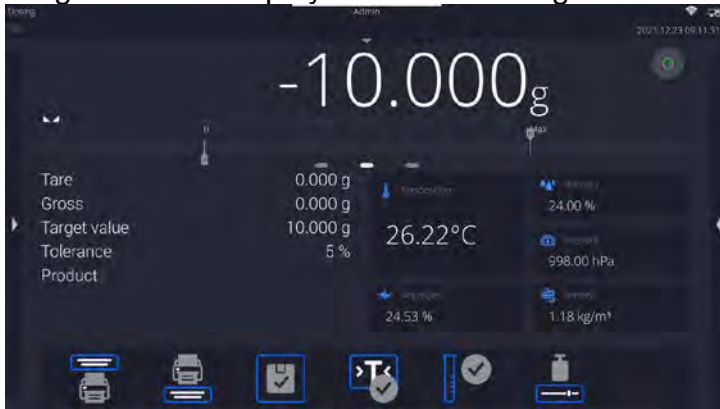 Dosing
Admin
2021.12.23 09:11:31
-10.000g
0
Max
Tare 0.000 g
Gross 0.000 g
Target value 10.000 g
Tolerance 5 %
Product
26.22°C
24.00 %
998.00 hPa
24.53 %
1.18 kg/m³
>T<